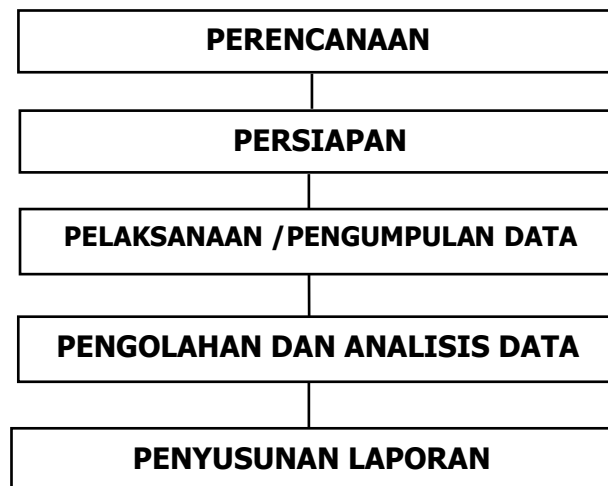 PERENCANAAN
PERSIAPAN
PELAKSANAAN /PENGUMPULAN DATA
PENGOLAHAN DAN ANALISIS DATA
PENYUSUNAN LAPORAN